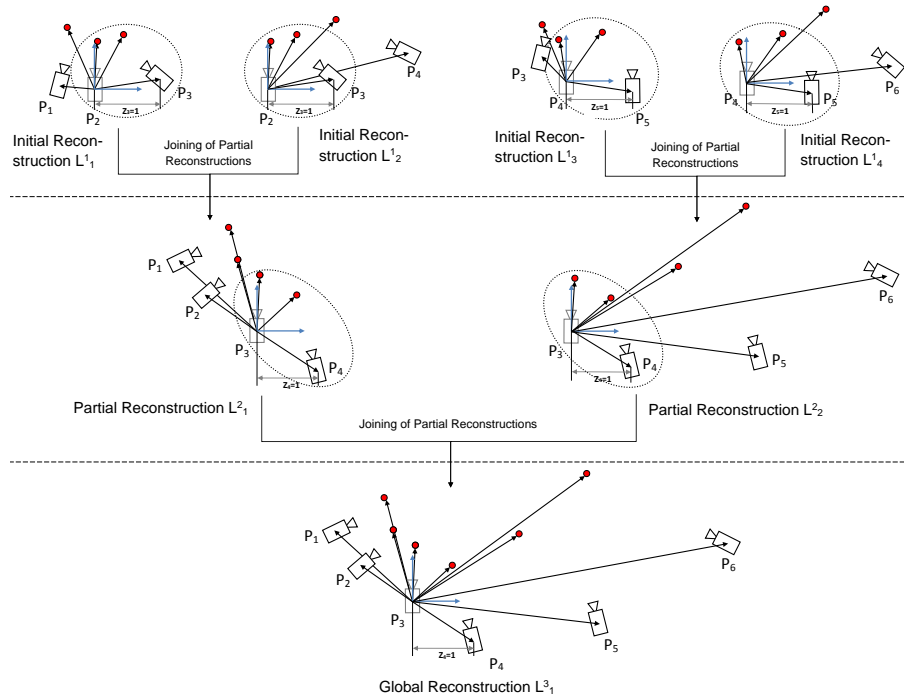 P1
P2
P3
Z3=1
P2
P3
P4
Z3=1
P3
P4
P5
Z5=1
P4
P5
P6
Z5=1
Initial Recon-
struction L¹₁
Initial Recon-
struction L¹₂
Initial Recon-
struction L¹₃
Initial Recon-
struction L¹₄
Joining of Partial
Reconstructions
Joining of Partial
Reconstructions
P1
P2
P3
P4
Z4=1
P3
P4
P5
P6
Partial Reconstruction L²₁
Partial Reconstruction L²₂
Joining of Partial Reconstructions
P1
P2
P3
P4
P5
P6
Z4=1
Global Reconstruction L³₁